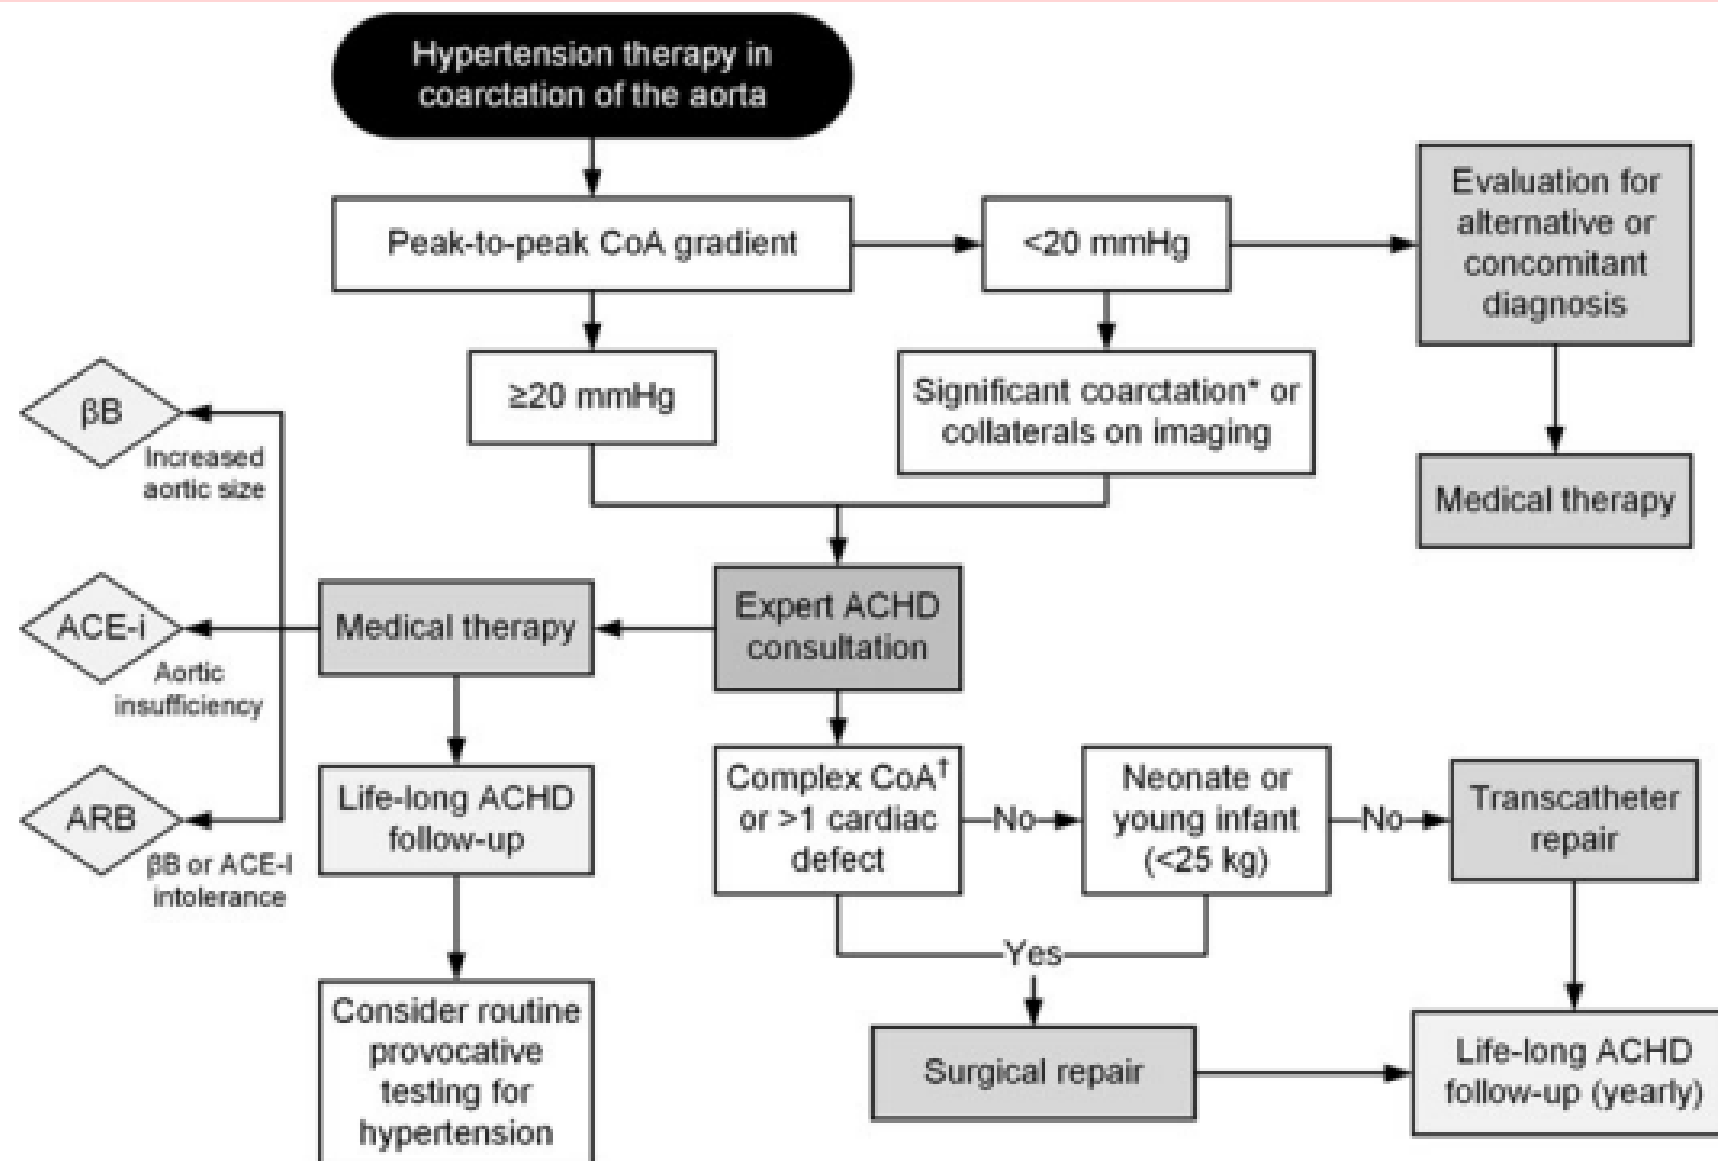 Hypertension therapy in
coarctation of the aorta
Peak-to-peak CoA gradient
<20 mmHg
Evaluation for
alternative or
concomitant
diagnosis
≥20 mmHg
Significant coarctation* or
collaterals on imaging
Medical therapy
βB
Increased
aortic size
ACE-i
Aortic
insufficiency
ARB
βB or ACE-I
intolerance
Medical therapy
Expert ACHD
consultation
Life-long ACHD
follow-up
Consider routine
provocative
testing for
hypertension
Complex CoA†
or >1 cardiac
defect
No
Neonate or
young infant
(<25 kg)
No
Transcatheter
repair
Yes
Surgical repair
Life-long ACHD
follow-up (yearly)